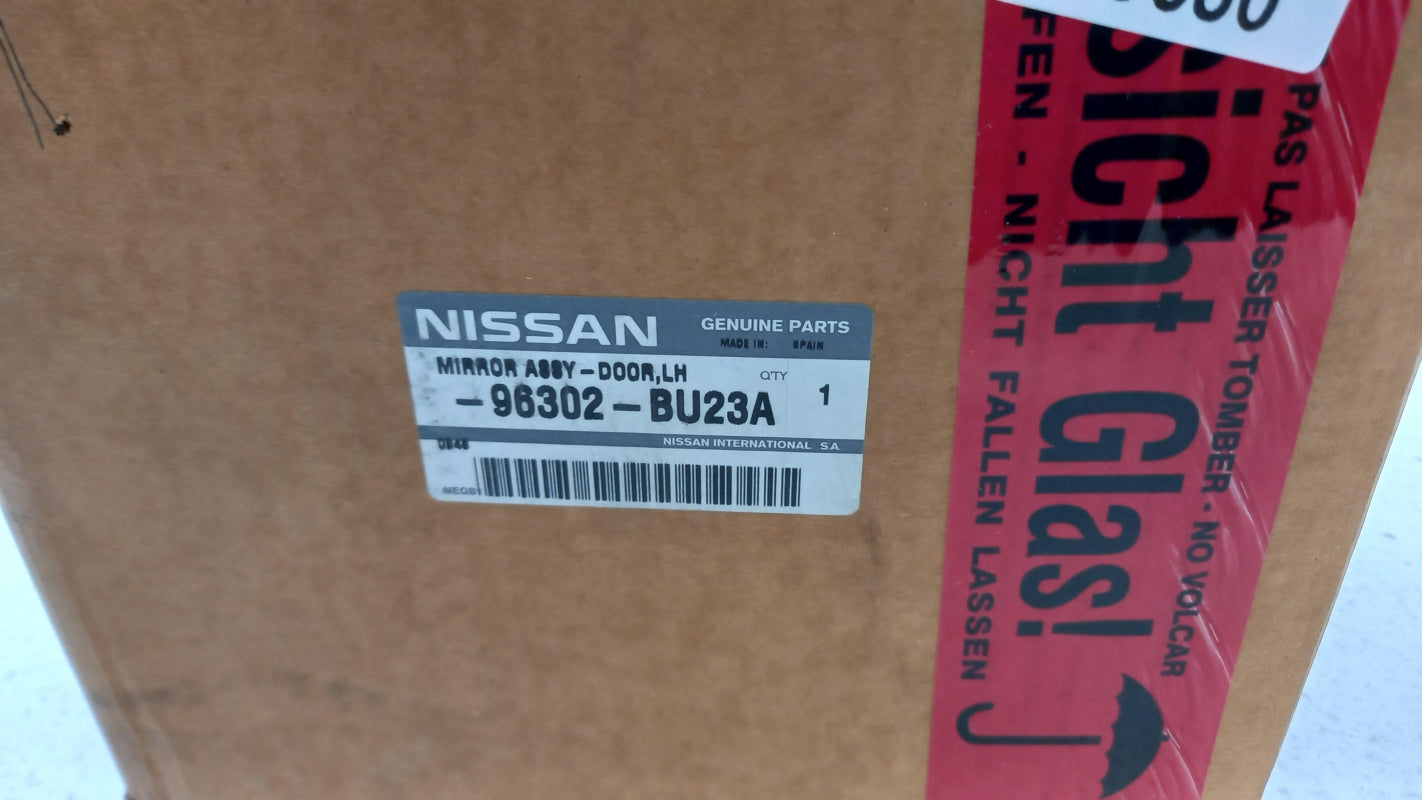 NISSAN GENUINE PARTS
MADE IN: SPAIN
MIRROR ASSY-DOOR,LH
QTY
-96302-BU23A 1
NISSAN INTERNATIONAL S.A.
PAS LAISSER TOMBER - NO VOLCAR
sicht Glas!
FEN - NICHT FALLEN LASSEN